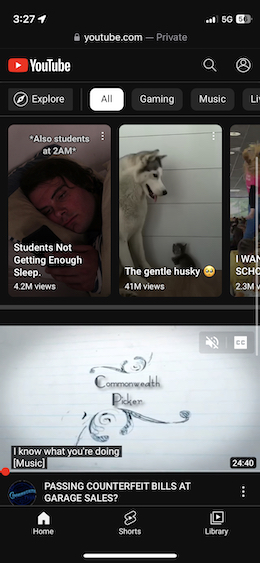 3:27
5G
youtube.com — Private
YouTube
Explore
All
Gaming
Music
*Also students
at 2AM*
Students Not
Getting Enough
Sleep.
4.2M views
The gentle husky 🥺
41M views
I WAN
SCHO
2.3M
Commonwealth
Picker
CC
I know what you're doing
[Music]
24:40
PASSING COUNTERFEIT BILLS AT
GARAGE SALES?
Home
Shorts
Library